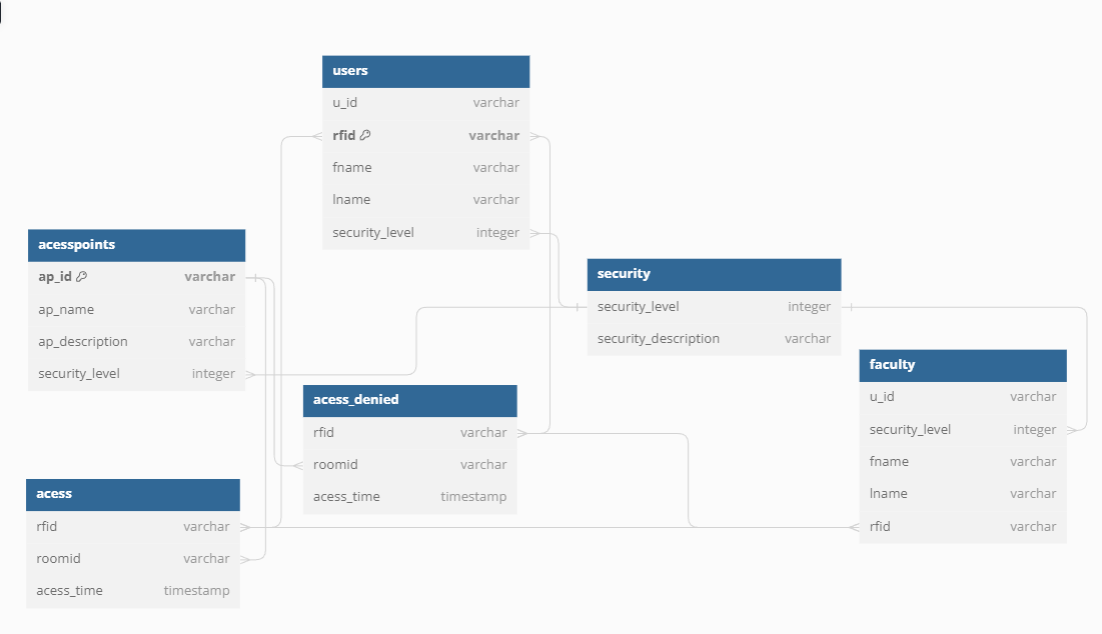 users
u_id varchar
rfid varchar
fname varchar
lname varchar
security_level integer
acesspoints
ap_id varchar
ap_name varchar
ap_description varchar
security_level integer
security
security_level integer
security_description varchar
faculty
u_id varchar
security_level integer
fname varchar
lname varchar
rfid varchar
acess_denied
rfid varchar
roomid varchar
acess_time timestamp
acess
rfid varchar
roomid varchar
acess_time timestamp